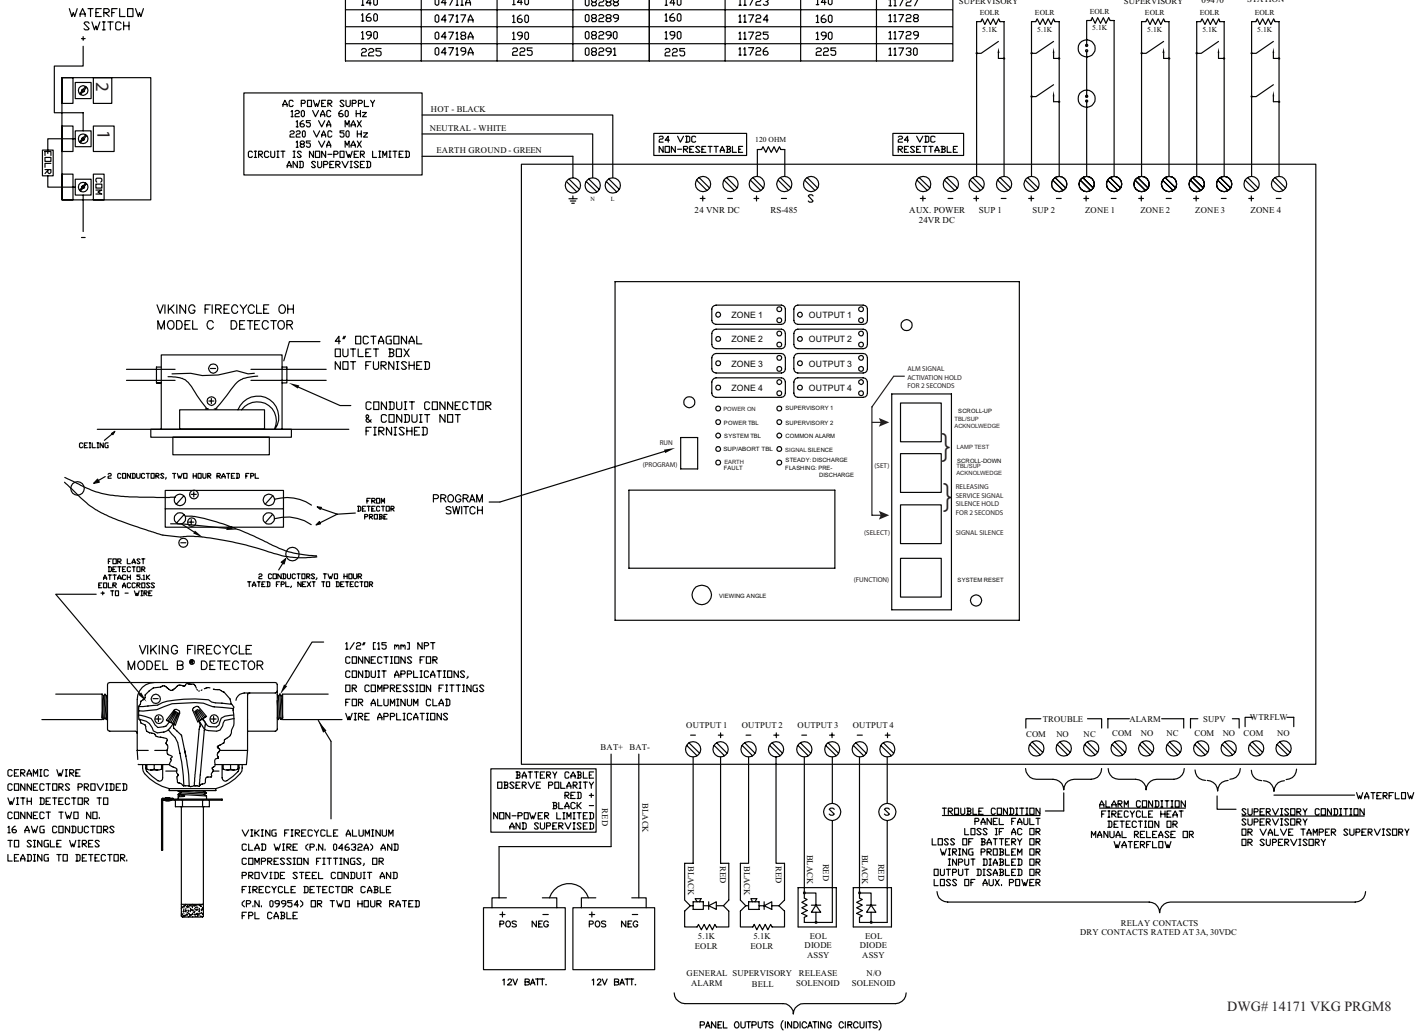 140 04711A 140 08288 140 11723 140 11727
160 04717A 160 08289 160 11724 160 11728
190 04718A 190 08290 190 11725 190 11729
225 04719A 225 08291 225 11726 225 11730
SUPERVISORY
SUPERVISORY
09470
STATION
EOLR
5.1K
EOLR
5.1K
EOLR
5.1K
EOLR
5.1K
EOLR
5.1K
EOLR
5.1K
WATERFLOW
SWITCH
+
2
1
EOLR
COM
-
AC POWER SUPPLY
120 VAC 60 Hz
165 VA MAX
220 VAC 50 Hz
185 VA MAX
CIRCUIT IS NON-POWER LIMITED
AND SUPERVISED
HOT - BLACK
NEUTRAL - WHITE
EARTH GROUND - GREEN
24 VDC
NON-RESETTABLE
120 OHM
24 VDC
RESETTABLE
N L
+ - + - S
24 VNR DC RS-485
+ - + - + - + - + - + - + -
AUX. POWER
24VR DC
SUP 1 SUP 2 ZONE 1 ZONE 2 ZONE 3 ZONE 4
VIKING FIRECYCLE OH
MODEL C DETECTOR
4" OCTAGONAL
OUTLET BOX
NOT FURNISHED
CONDUIT CONNECTOR
& CONDUIT NOT
FIRNISHED
CEILING
2 CONDUCTORS, TWO HOUR RATED FPL
FROM
DETECTOR
PROBE
2 CONDUCTORS, TWO HOUR
TATED FPL, NEXT TO DETECTOR
FOR LAST
DETECTOR
ATTACH 5.1K
EOLR ACCROSS
+ TO - WIRE
VIKING FIRECYCLE
MODEL B ® DETECTOR
1/2" [15 mm] NPT
CONNECTIONS FOR
CONDUIT APPLICATIONS,
OR COMPRESSION FITTINGS
FOR ALUMINUM CLAD
WIRE APPLICATIONS
CERAMIC WIRE
CONNECTORS PROVIDED
WITH DETECTOR TO
CONNECT TWO NO.
16 AWG CONDUCTORS
TO SINGLE WIRES
LEADING TO DETECTOR.
VIKING FIRECYCLE ALUMINUM
CLAD WIRE (P.N. 04632A) AND
COMPRESSION FITTINGS, OR
PROVIDE STEEL CONDUIT AND
FIRECYCLE DETECTOR CABLE
(P.N. 09954) OR TWO HOUR RATED
FPL CABLE
ZONE 1 OUTPUT 1
ZONE 2 OUTPUT 2
ZONE 3 OUTPUT 3
ZONE 4 OUTPUT 4
POWER ON SUPERVISORY 1
POWER TBL SUPERVISORY 2
SYSTEM TBL COMMON ALARM
SUP/ABORT TBL SIGNAL SILENCE
EARTH
FAULT
STEADY: DISCHARGE
FLASHING: PRE-
DISCHARGE
RUN
(PROGRAM)
PROGRAM
SWITCH
VIEWING ANGLE
ALM SIGNAL
ACTIVATION HOLD
FOR 2 SECONDS
(SET)
(SELECT)
(FUNCTION)
SCROLL-UP
TBL/SUP
ACKNOLWEDGE
LAMP TEST
SCROLL-DOWN
TBL/SUP
ACKNOLWEDGE
RELEASING
SERVICE SIGNAL
SILENCE HOLD
FOR 2 SECONDS
SIGNAL SILENCE
SYSTEM RESET
BAT+ BAT-
BATTERY CABLE
OBSERVE POLARITY
RED +
BLACK -
NON-POWER LIMITED
AND SUPERVISED
RED
BLACK
+ -
POS NEG
+ -
POS NEG
12V BATT.
12V BATT.
OUTPUT 1 OUTPUT 2 OUTPUT 3 OUTPUT 4
- + - + - + - +
S S
BLACK RED BLACK RED BLACK RED
5.1K
EOLR
5.1K
EOLR
EOL
DIODE
ASSY
EOL
DIODE
ASSY
GENERAL
ALARM
SUPERVISORY
BELL
RELEASE
SOLENOID
N/O
SOLENOID
PANEL OUTPUTS (INDICATING CIRCUITS)
TROUBLE ALARM SUPV WTRFLW
COM NO NC COM NO NC COM NO COM NO
TROUBLE CONDITION
PANEL FAULT
LOSS IF AC OR
LOSS OF BATTERY OR
WIRING PROBLEM OR
INPUT DIABLED OR
OUTPUT DISABLED OR
LOSS OF AUX. POWER
ALARM CONDITION
FIRECYCLE HEAT
DETECTION OR
MANUAL RELEASE OR
WATERFLOW
WATERFLOW
SUPERVISORY CONDITION
SUPERVISORY
OR VALVE TAMPER SUPERVISORY
OR SUPERVISORY
RELAY CONTACTS
DRY CONTACTS RATED AT 3A, 30VDC
DWG# 14171 VKG PRGM8